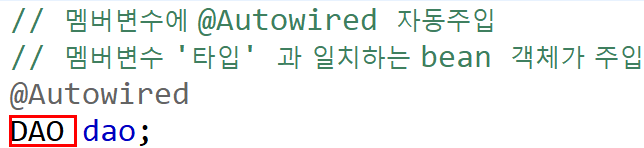 // 멤버변수에 @Autowired 자동주입
// 멤버변수 '타입' 과 일치하는 bean 객체가 주입
@Autowired
DAO dao;